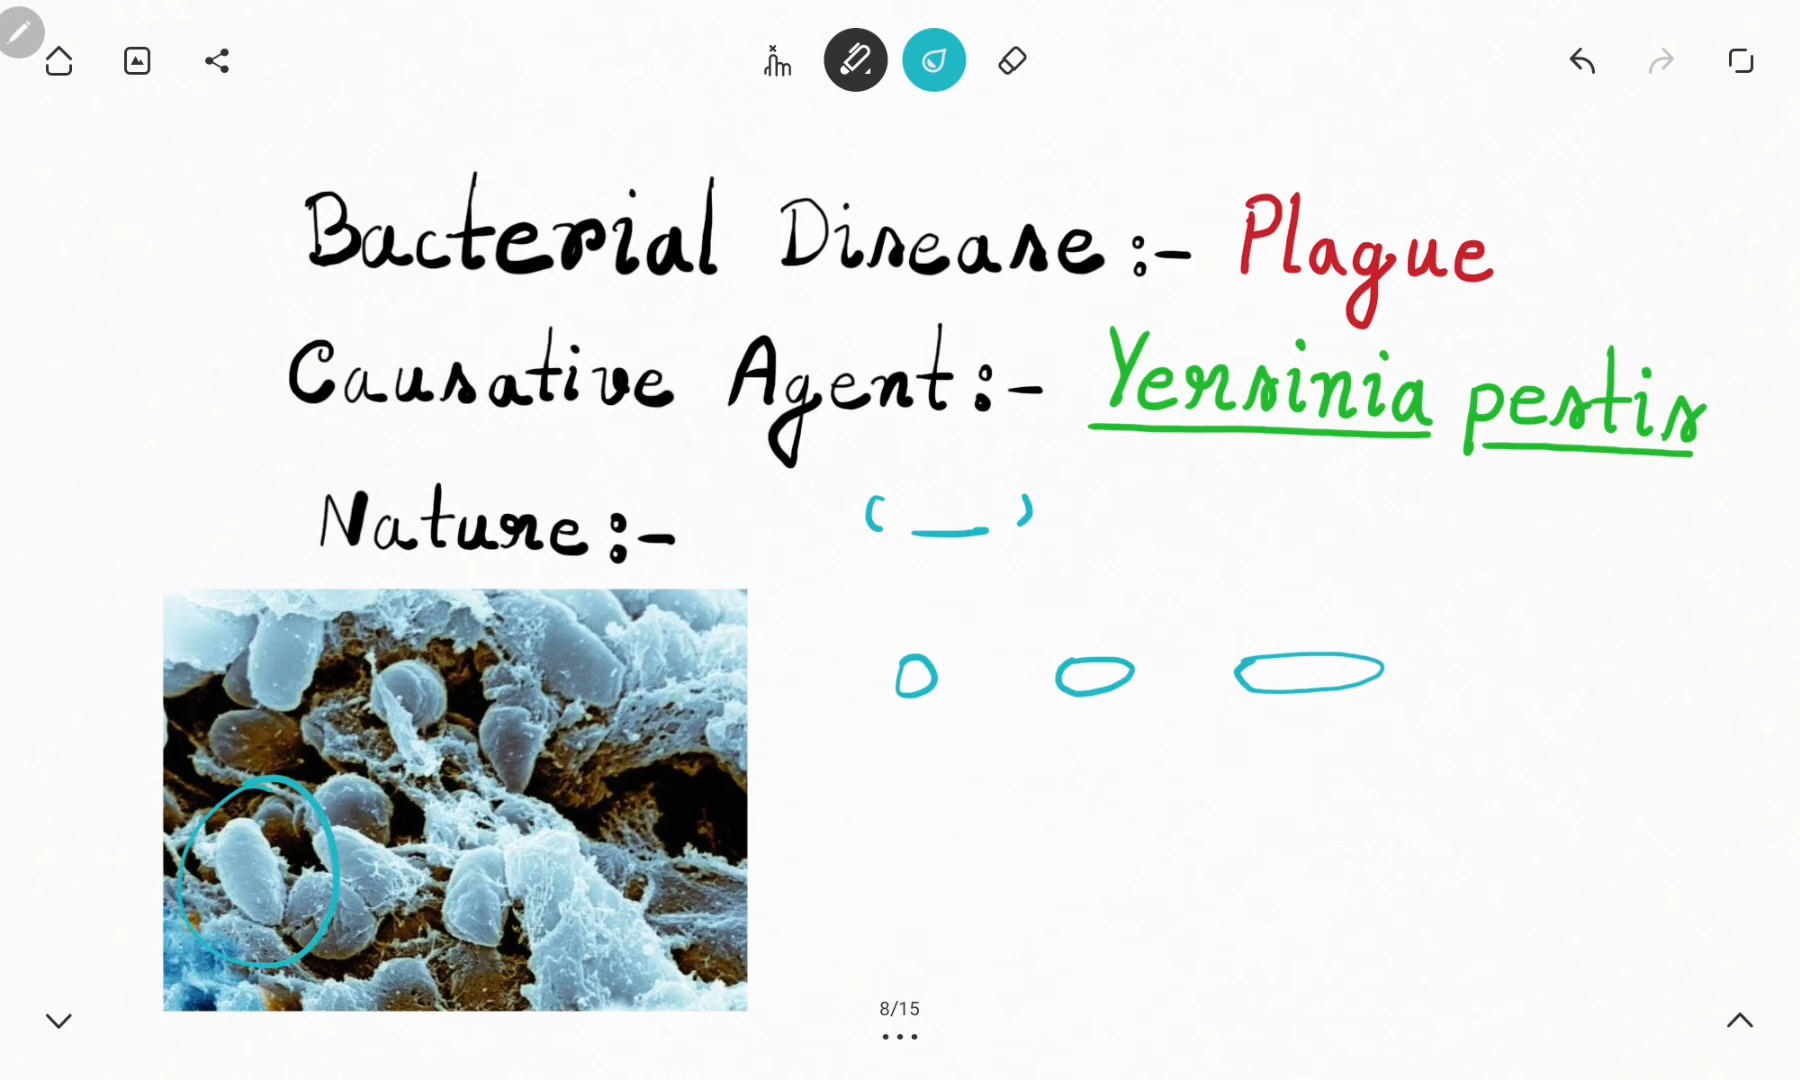 Bacterial Disease :- Plague
Causative Agent :- Yersinia pestis
Nature :- ( _ )
8/15